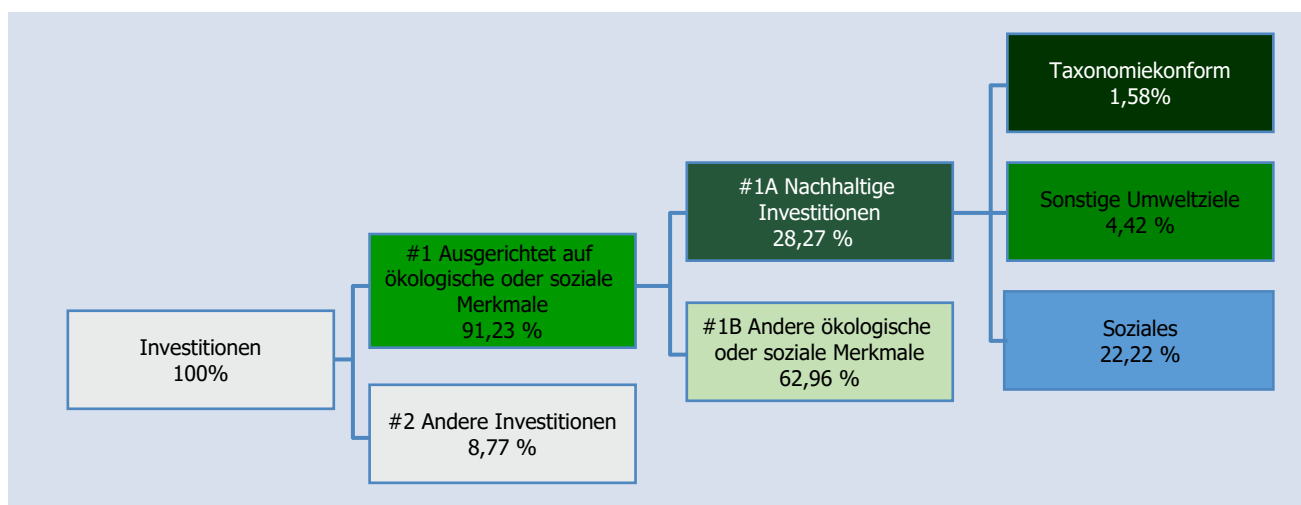 Investitionen
100%
#1 Ausgerichtet auf
ökologische oder soziale
Merkmale
91,23 %
#2 Andere Investitionen
8,77 %
#1A Nachhaltige
Investitionen
28,27 %
#1B Andere ökologische
oder soziale Merkmale
62,96 %
Taxonomiekonform
1,58%
Sonstige Umweltziele
4,42 %
Soziales
22,22 %